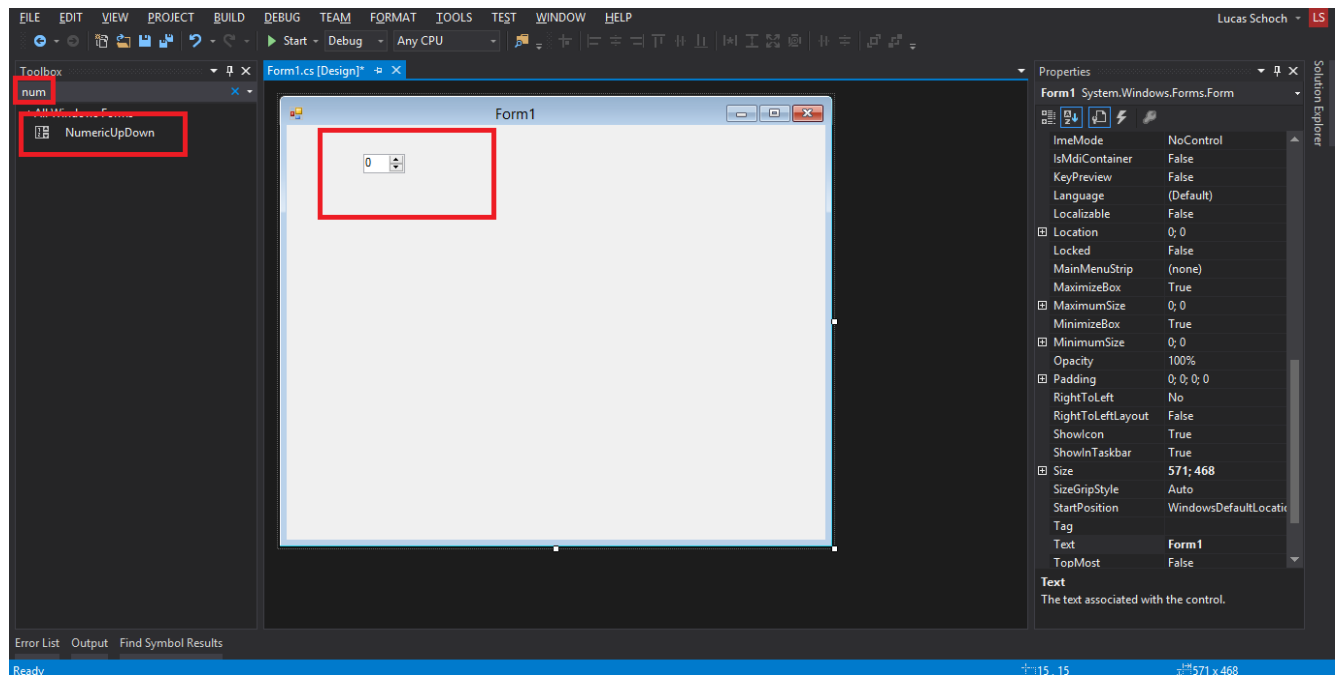 FILE EDIT VIEW PROJECT BUILD DEBUG TEAM FORMAT TOOLS TEST WINDOW HELP Lucas Schoch LS
Start Debug Any CPU
Toolbox
num
All Windows Forms
NumericUpDown
Form1.cs [Design]*
Form1
0
Properties
Form1 System.Windows.Forms.Form
ImeMode NoControl
IsMdiContainer False
KeyPreview False
Language (Default)
Localizable False
Location 0; 0
Locked False
MainMenuStrip (none)
MaximizeBox True
MaximumSize 0; 0
MinimizeBox True
MinimumSize 0; 0
Opacity 100%
Padding 0; 0; 0; 0
RightToLeft No
RightToLeftLayout False
ShowIcon True
ShowInTaskbar True
Size 571; 468
SizeGripStyle Auto
StartPosition WindowsDefaultLocatio
Tag
Text Form1
TopMost False
Text
The text associated with the control.
Solution Explorer
Error List Output Find Symbol Results
Ready 15 , 15 571 x 468